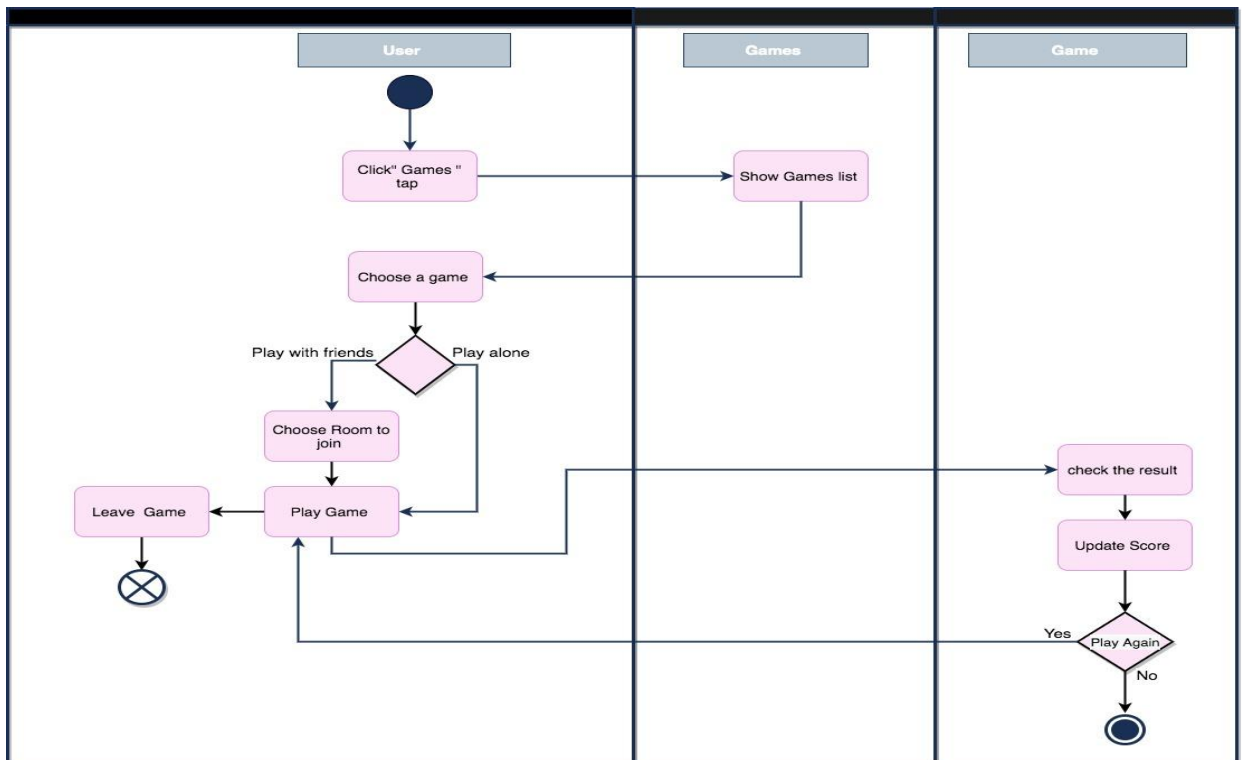 User
Games
Game
Click" Games "
tap
Show Games list
Choose a game
Play with friends
Play alone
Choose Room to
join
check the result
Leave Game
Play Game
Update Score
Yes
Play Again
No